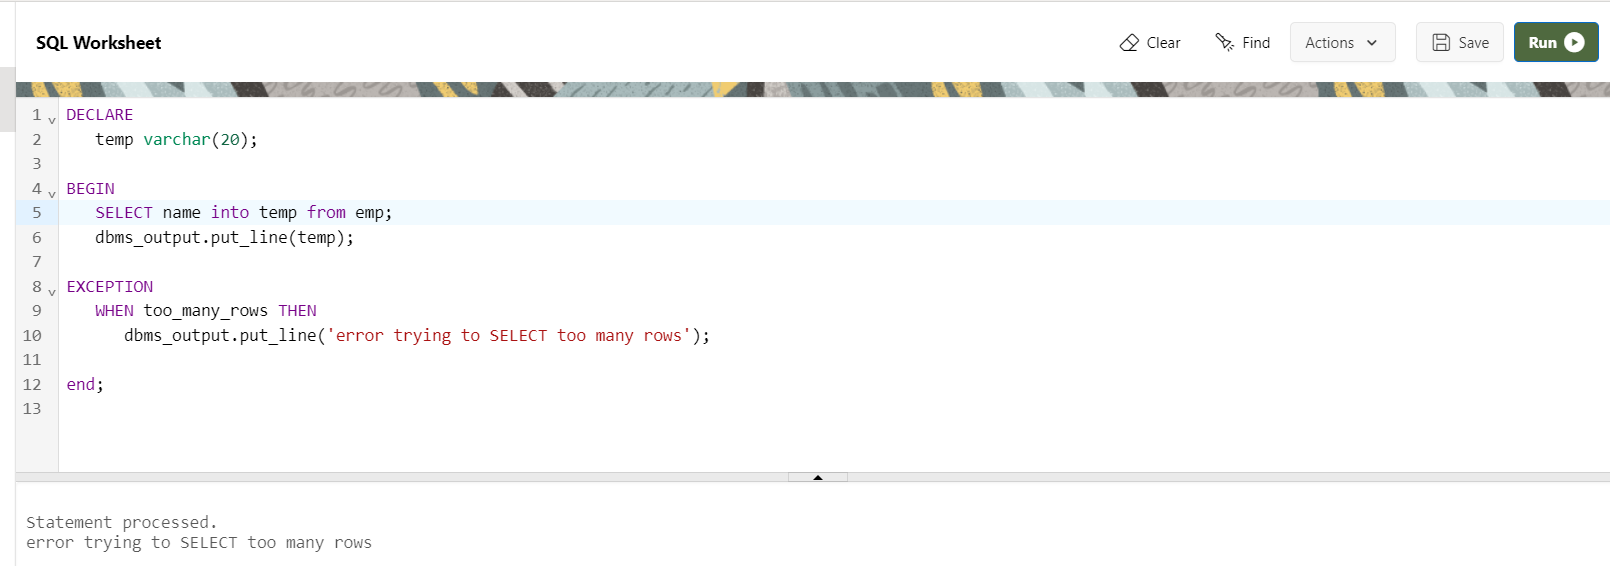 SQL Worksheet
Clear
Find
Actions
Save
Run
1 DECLARE
2    temp varchar(20);
3
4 BEGIN
5    SELECT name into temp from emp;
6    dbms_output.put_line(temp);
7
8 EXCEPTION
9    WHEN too_many_rows THEN
10       dbms_output.put_line('error trying to SELECT too many rows');
11
12 end;
13
Statement processed.
error trying to SELECT too many rows